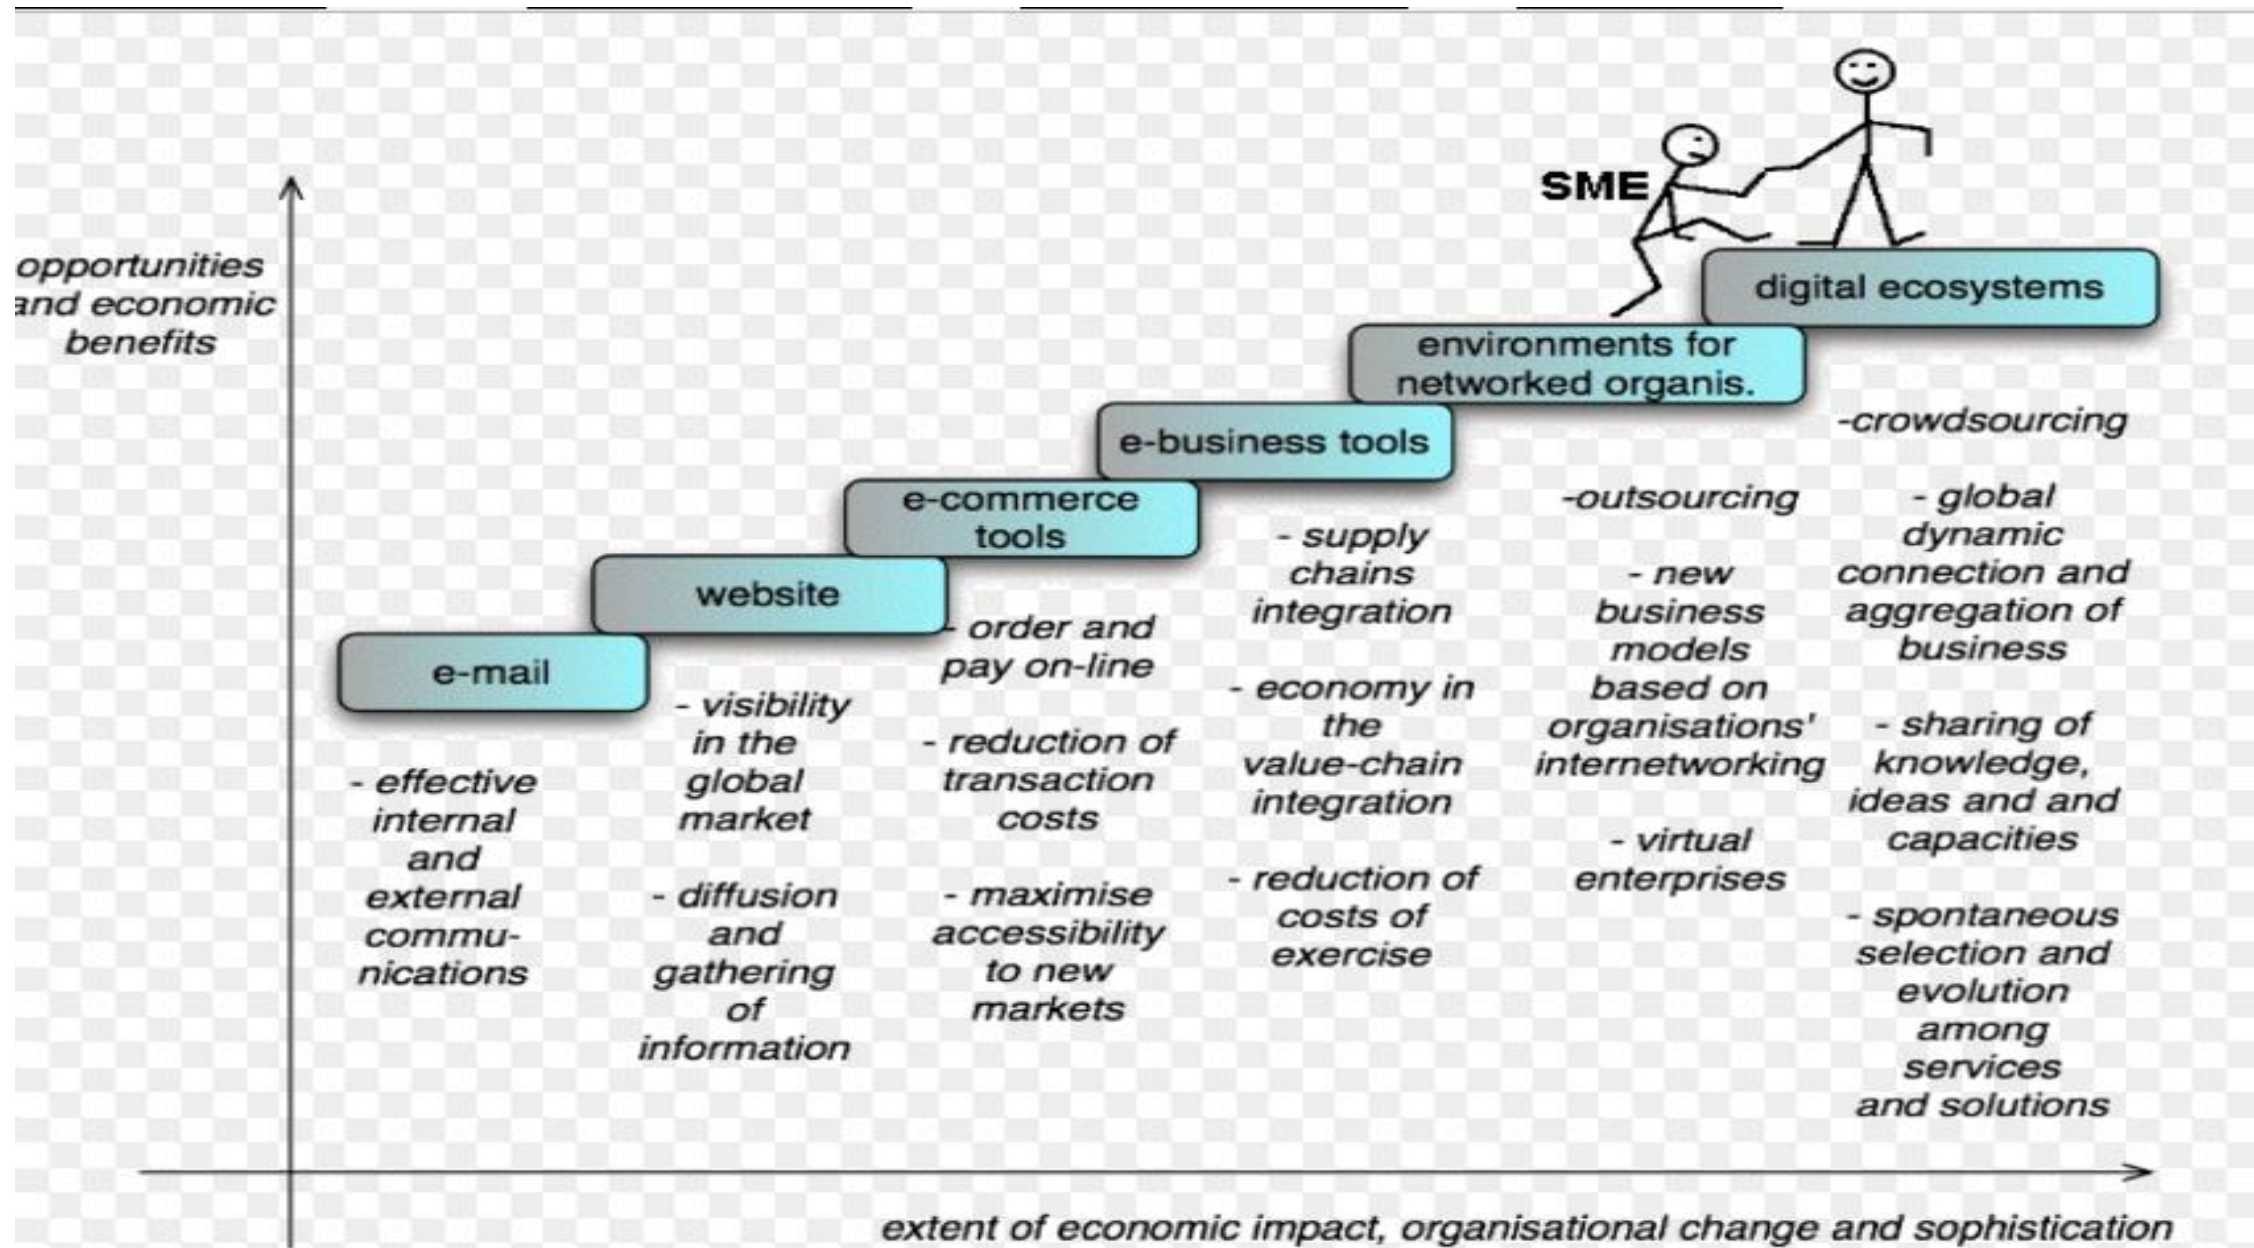 SME
opportunities
and economic
benefits
digital ecosystems
environments for
networked organis.
e-business tools
e-commerce
tools
website
e-mail
- effective
internal
and
external
commu-
nications
- visibility
in the
global
market
- diffusion
and
gathering
of
information
- order and
pay on-line
- reduction of
transaction
costs
- maximise
accessibility
to new
markets
- supply
chains
integration
- economy in
the
value-chain
integration
- reduction of
costs of
exercise
-outsourcing
- new
business
models
based on
organisations'
internetworking
- virtual
enterprises
-crowdsourcing
- global
dynamic
connection and
aggregation of
business
- sharing of
knowledge,
ideas and and
capacities
- spontaneous
selection and
evolution
among
services
and solutions
extent of economic impact, organisational change and sophistication